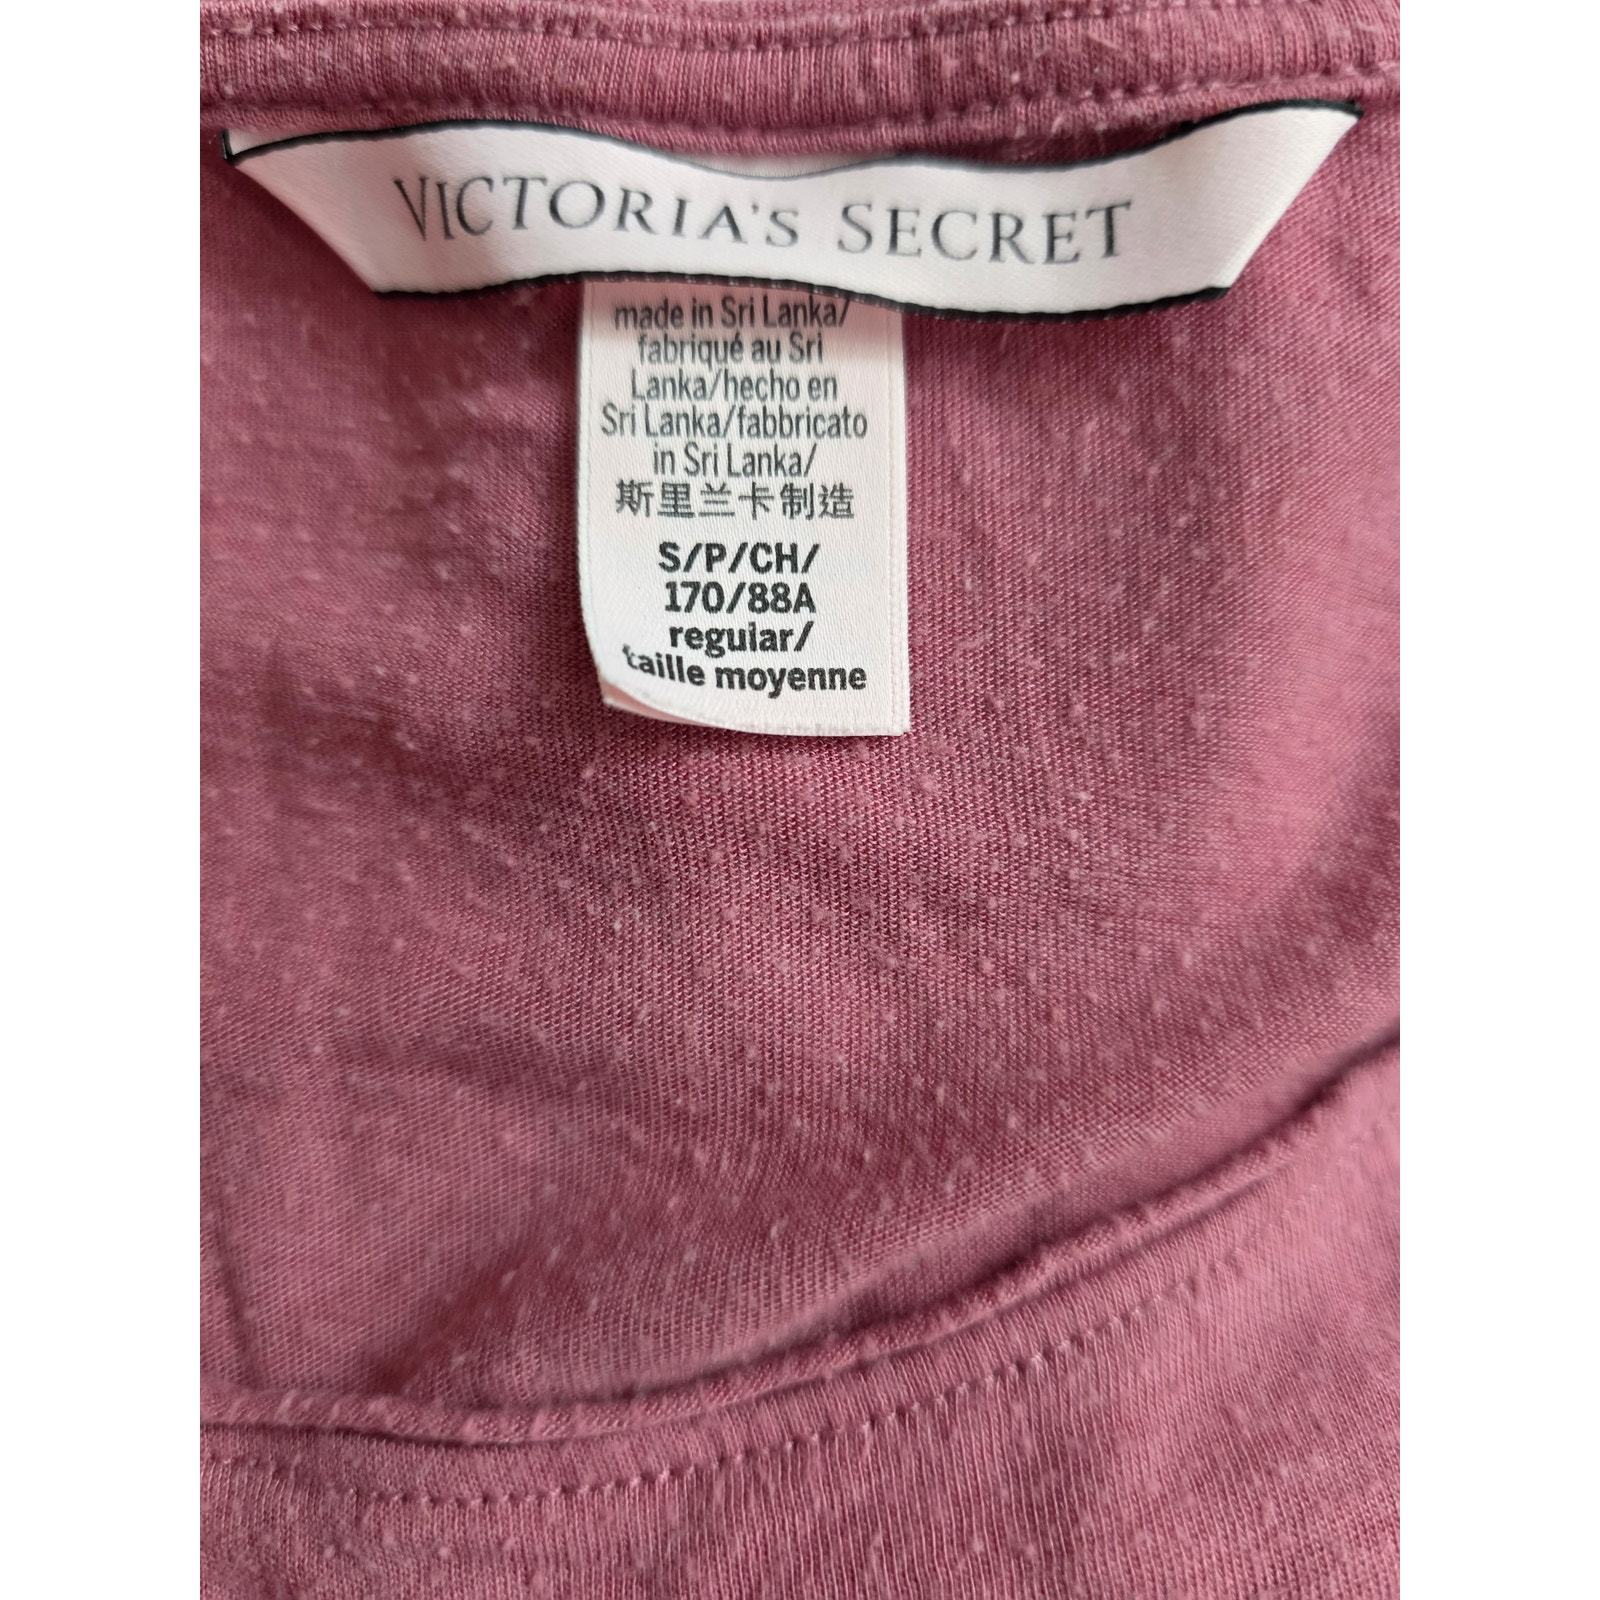 VICTORIA'S SECRET
made in Sri Lanka/
fabriqué au Sri
Lanka/hecho en
Sri Lanka/fabbricato
in Sri Lanka/
斯里兰卡制造
S/P/CH/
170/88A
regular/
taille moyenne